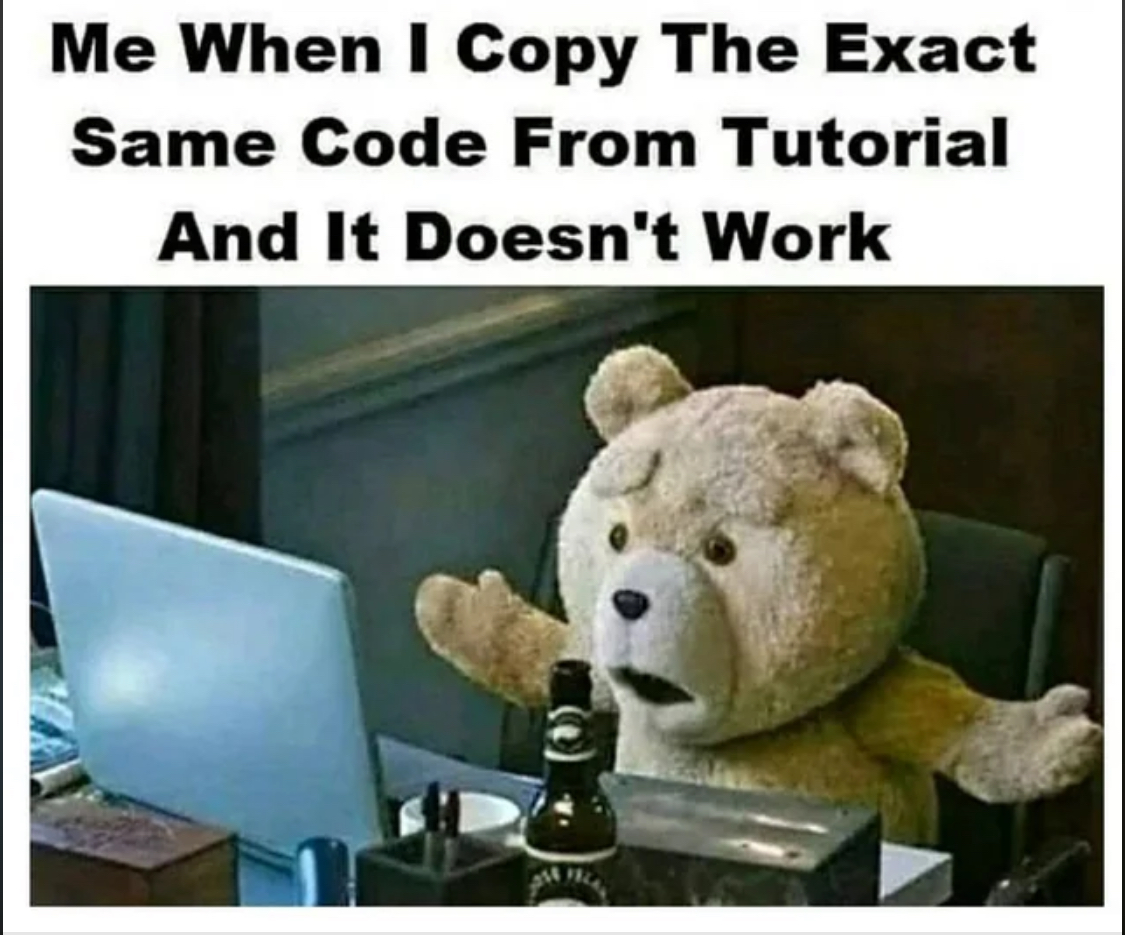 Me When I Copy The Exact
Same Code From Tutorial
And It Doesn't Work